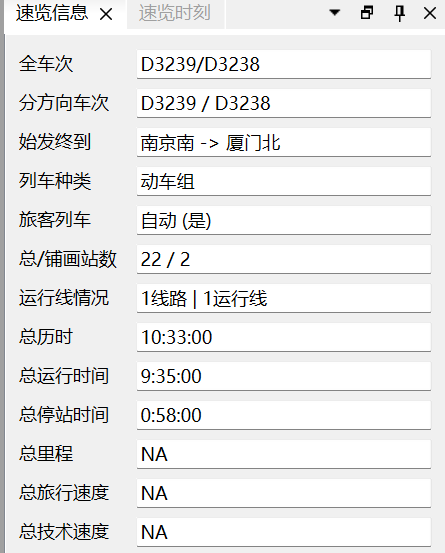 速览信息 速览时刻
全车次 D3239/D3238
分方向车次 D3239 / D3238
始发终到 南京南 -> 厦门北
列车种类 动车组
旅客列车 自动 (是)
总/铺画站数 22 / 2
运行线情况 1线路 | 1运行线
总历时 10:33:00
总运行时间 9:35:00
总停站时间 0:58:00
总里程 NA
总旅行速度 NA
总技术速度 NA